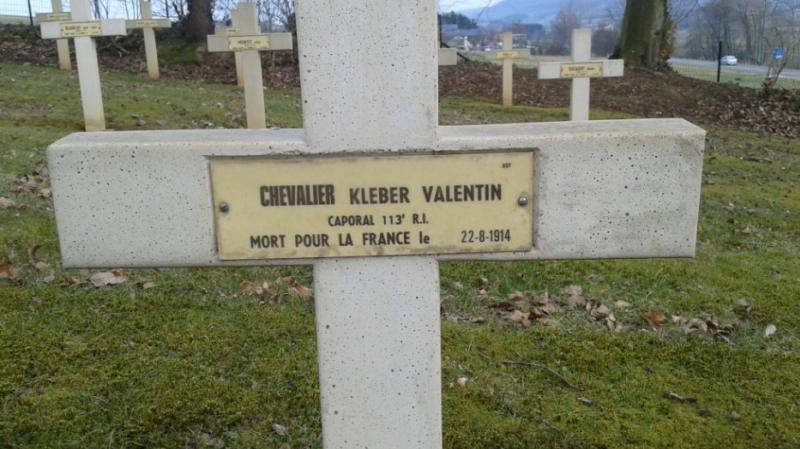 CHEVALIER KLEBER VALENTIN
CAPORAL 113e R.I.
MORT POUR LA FRANCE le 22-8-1914